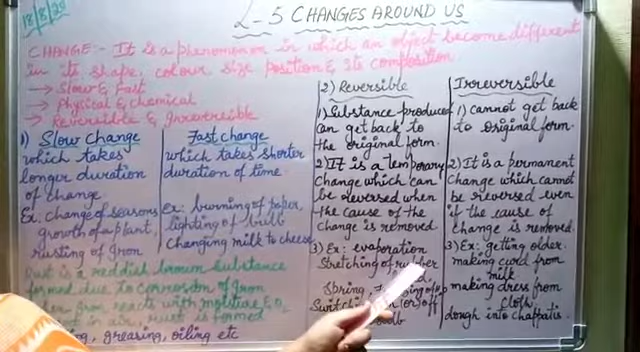 18/8/20
L-5 CHANGES AROUND US
CHANGE:- It is a phenomenon in which an object become different
in its shape, colour size position & Its composition
→ Slow & Fast
→ Physical & chemical
→ Reversible & Irreversible
1) Slow Change
which takes
longer duration
of change.
Ex: change of seasons
growth of a plant,
rusting of Iron
Fast change
which takes shorter
duration of time.
Ex: burning of paper,
lighting of bulb
Changing milk to cheese
Rust is a reddish brown substance
formed due to corrosion of Iron
Iron reacts with moisture & O2
in air, rust is formed
greasing, oiling etc
2) Reversible
1) Substance produced
can get back to
the original form.
2) It is a temporary
change which can
be reversed when
the cause of the
change is removed
3) Ex: evaporation
Stretching of rubber
Spring,
on/off
bulb
Irreversible
1) Cannot get back
to original form.
2) It is a permanent
change which cannot
be reversed even
if the cause of
change is removed.
3) Ex: getting older.
making curd from
milk
making dress from
cloth
dough into chappatis